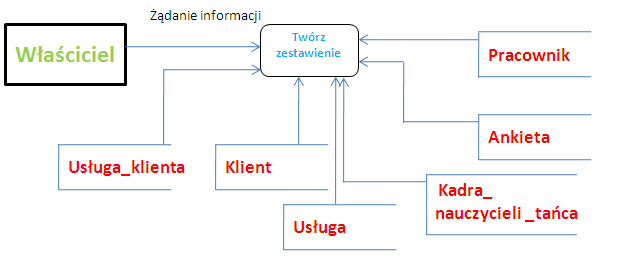 Żądanie informacji
Właściciel
Twórz
zestawienie
Pracownik
Ankieta
Usługa_klienta
Klient
Kadra_
nauczycieli _tańca
Usługa